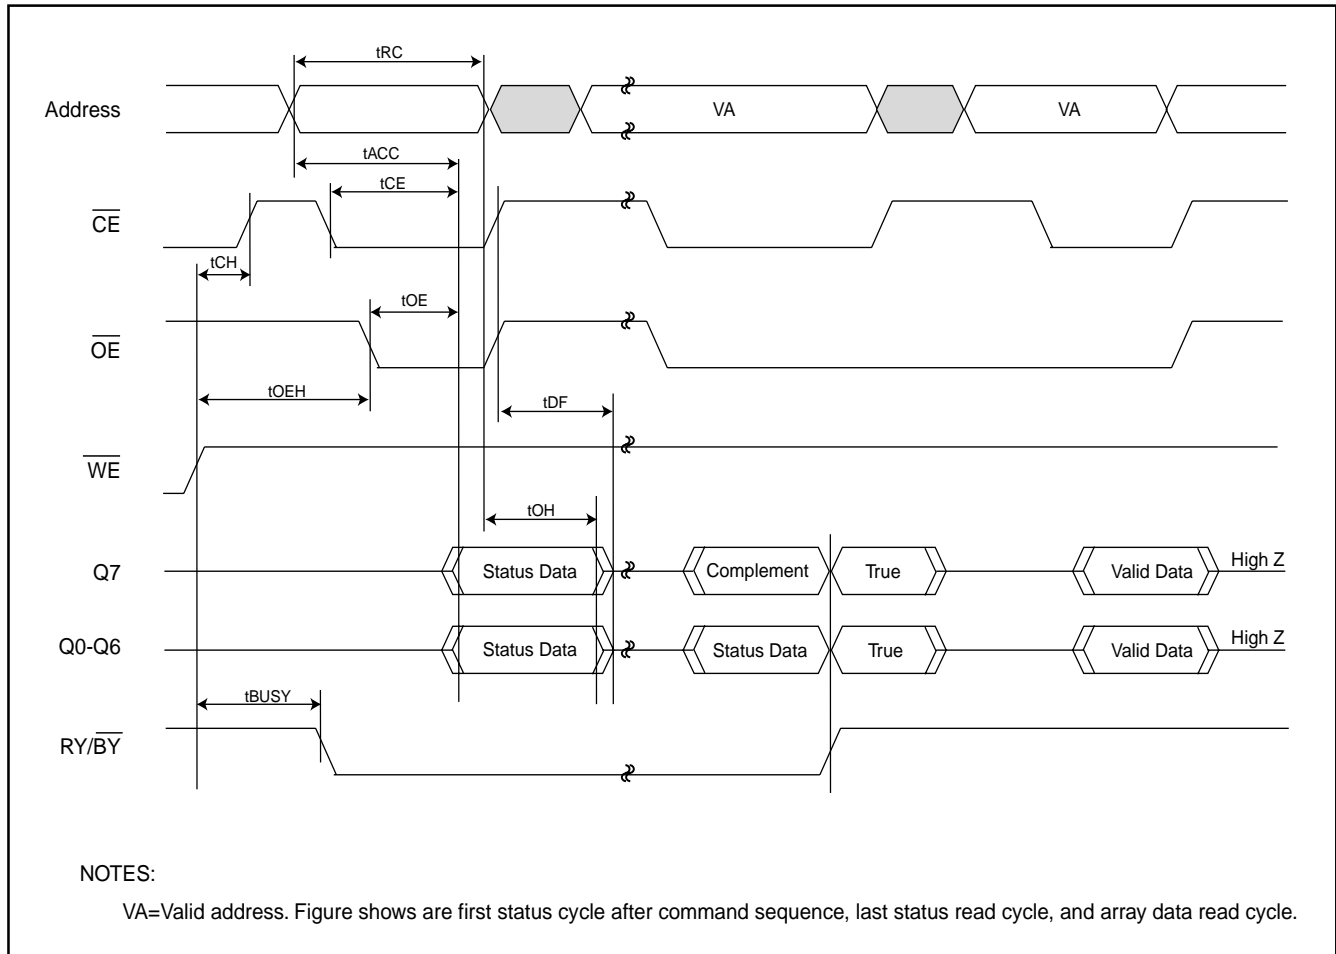 tRC
Address
VA
VA
tACC
tCE
CE
tCH
tOE
OE
tOEH
tDF
WE
tOH
Q7
Status Data
Complement
True
Valid Data
High Z
Q0-Q6
Status Data
Status Data
True
Valid Data
High Z
tBUSY
RY/BY
NOTES:
VA=Valid address. Figure shows are first status cycle after command sequence, last status read cycle, and array data read cycle.